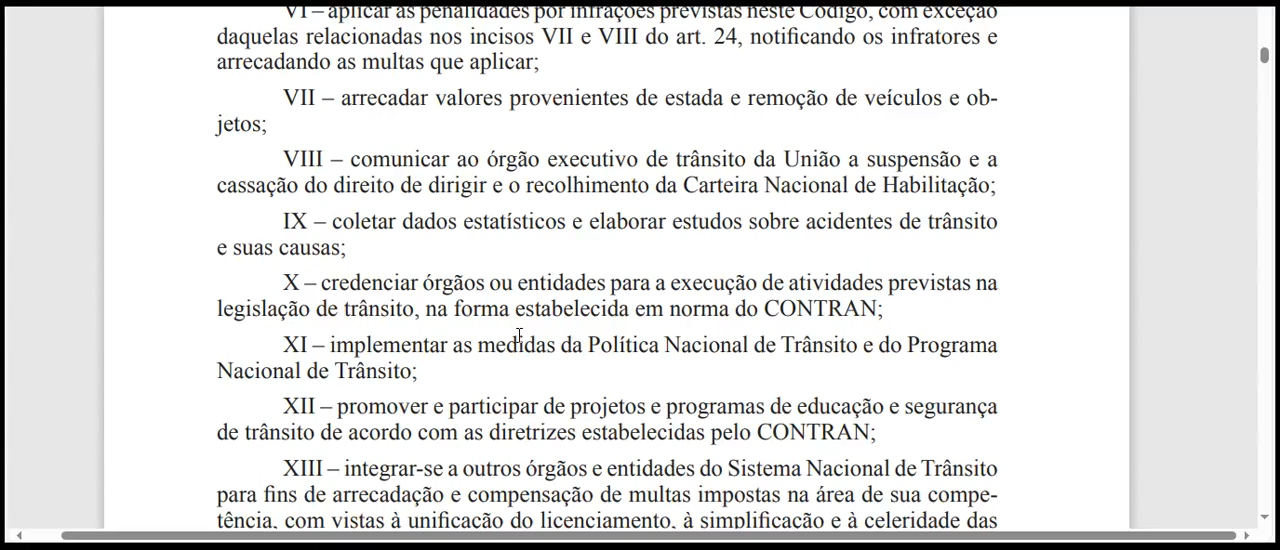 VI – aplicar as penalidades por infrações previstas neste Código, com exceção
daquelas relacionadas nos incisos VII e VIII do art. 24, notificando os infratores e
arrecadando as multas que aplicar;
VII – arrecadar valores provenientes de estada e remoção de veículos e ob-
jetos;
VIII – comunicar ao órgão executivo de trânsito da União a suspensão e a
cassação do direito de dirigir e o recolhimento da Carteira Nacional de Habilitação;
IX – coletar dados estatísticos e elaborar estudos sobre acidentes de trânsito
e suas causas;
X – credenciar órgãos ou entidades para a execução de atividades previstas na
legislação de trânsito, na forma estabelecida em norma do CONTRAN;
XI – implementar as medidas da Política Nacional de Trânsito e do Programa
Nacional de Trânsito;
XII – promover e participar de projetos e programas de educação e segurança
de trânsito de acordo com as diretrizes estabelecidas pelo CONTRAN;
XIII – integrar-se a outros órgãos e entidades do Sistema Nacional de Trânsito
para fins de arrecadação e compensação de multas impostas na área de sua compe-
tência, com vistas à unificação do licenciamento, à simplificação e à celeridade das